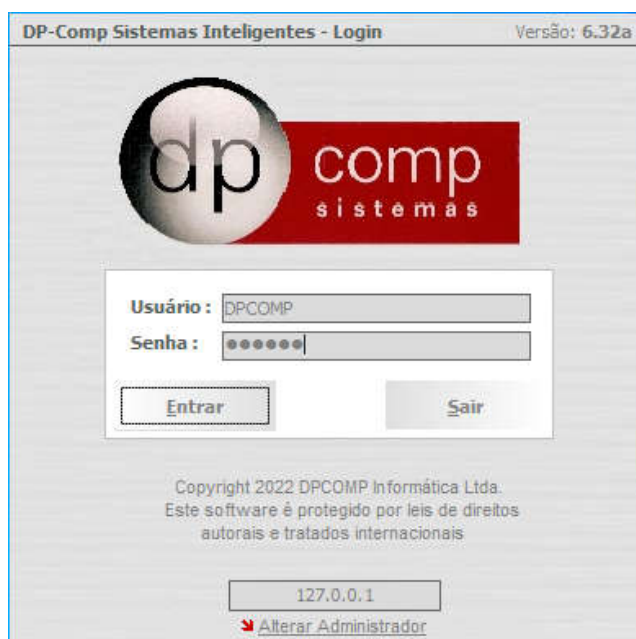 DP-Comp Sistemas Inteligentes - Login Versão: 6.32a
dp comp
sistemas
Usuário : DPCOMP
Senha : ●●●●●●
Entrar Sair
Copyright 2022 DPCOMP Informática Ltda.
Este software é protegido por leis de direitos
autorais e tratados internacionais
127.0.0.1
Alterar Administrador